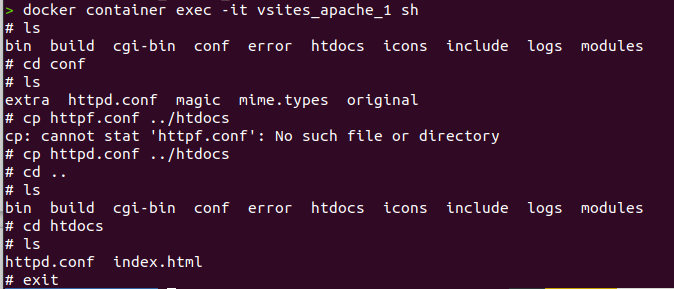 > docker container exec -it vsites_apache_1 sh
# ls
bin build cgi-bin conf error htdocs icons include logs modules
# cd conf
# ls
extra httpd.conf magic mime.types original
# cp httpf.conf ../htdocs
cp: cannot stat 'httpf.conf': No such file or directory
# cp httpd.conf ../htdocs
# cd ..
# ls
bin build cgi-bin conf error htdocs icons include logs modules
# cd htdocs
# ls
httpd.conf index.html
# exit